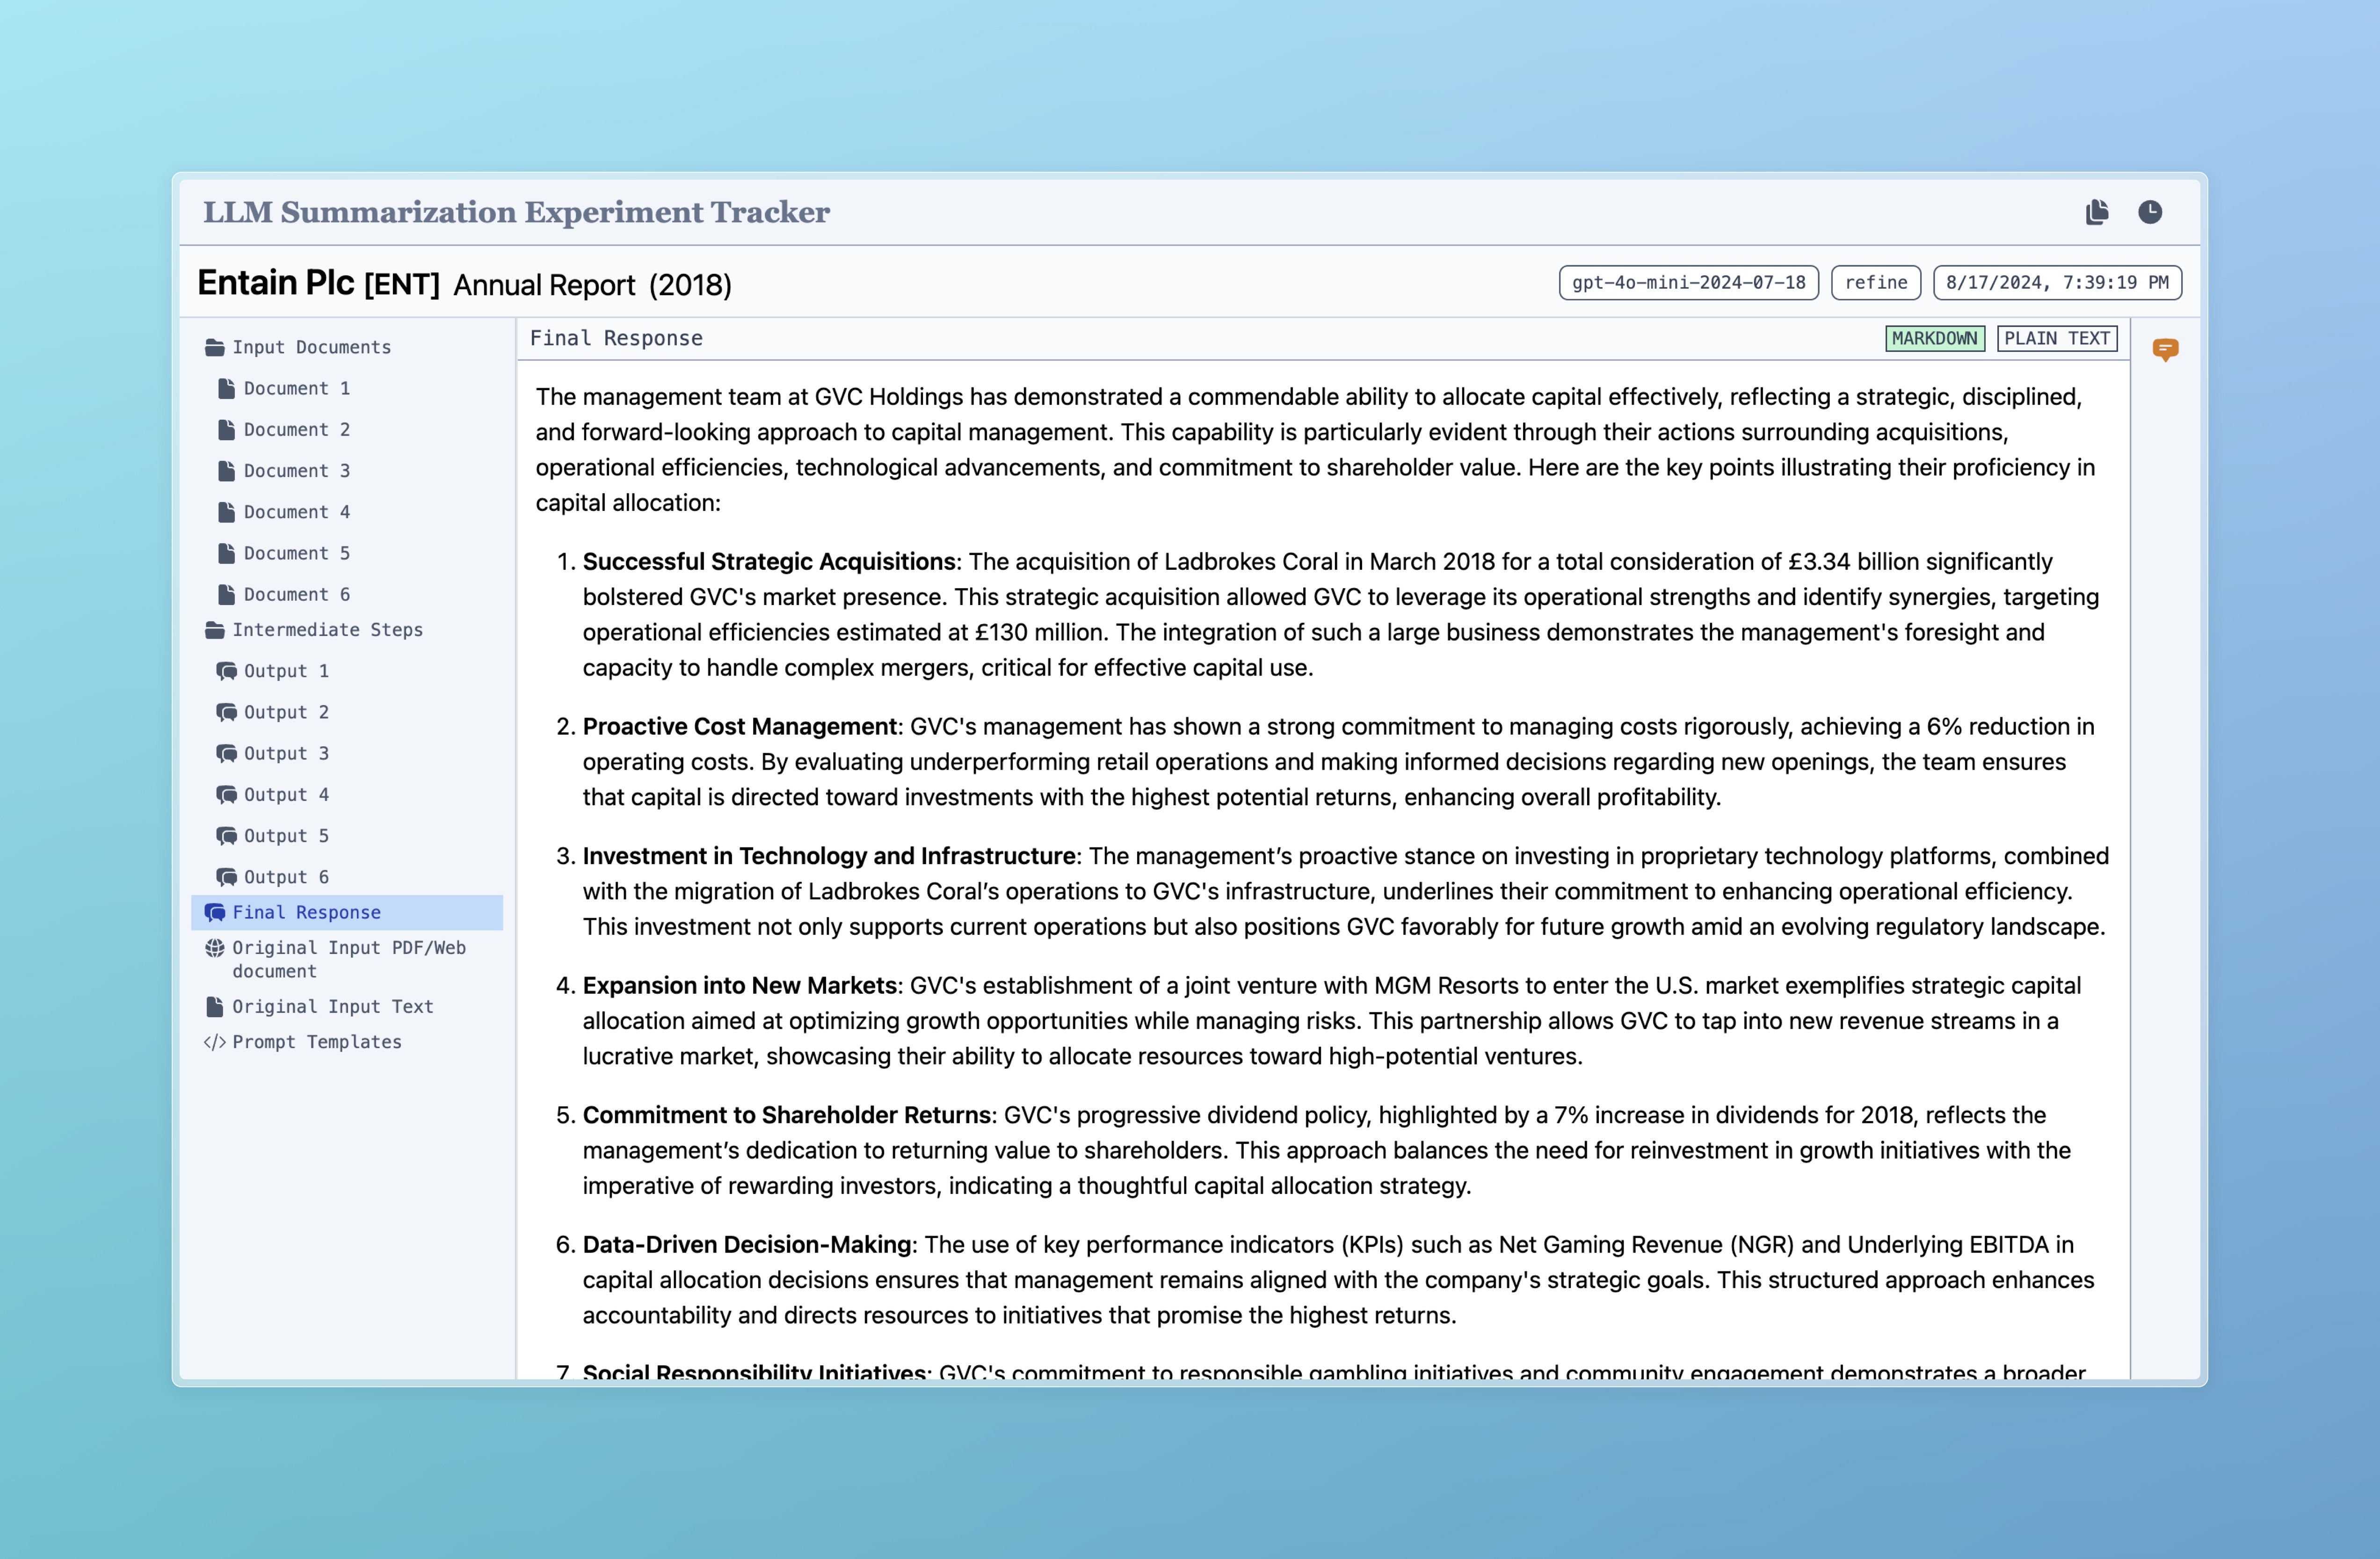 LLM Summarization Experiment Tracker
Entain Plc [ENT] Annual Report (2018)
gpt-4o-mini-2024-07-18
refine
8/17/2024, 7:39:19 PM
Input Documents
Document 1
Document 2
Document 3
Document 4
Document 5
Document 6
Intermediate Steps
Output 1
Output 2
Output 3
Output 4
Output 5
Output 6
Final Response
Original Input PDF/Web
document
Original Input Text
</> Prompt Templates
Final Response
MARKDOWN
PLAIN TEXT
The management team at GVC Holdings has demonstrated a commendable ability to allocate capital effectively, reflecting a strategic, disciplined,
and forward-looking approach to capital management. This capability is particularly evident through their actions surrounding acquisitions,
operational efficiencies, technological advancements, and commitment to shareholder value. Here are the key points illustrating their proficiency in
capital allocation:
1. Successful Strategic Acquisitions: The acquisition of Ladbrokes Coral in March 2018 for a total consideration of £3.34 billion significantly
bolstered GVC's market presence. This strategic acquisition allowed GVC to leverage its operational strengths and identify synergies, targeting
operational efficiencies estimated at £130 million. The integration of such a large business demonstrates the management's foresight and
capacity to handle complex mergers, critical for effective capital use.
2. Proactive Cost Management: GVC's management has shown a strong commitment to managing costs rigorously, achieving a 6% reduction in
operating costs. By evaluating underperforming retail operations and making informed decisions regarding new openings, the team ensures
that capital is directed toward investments with the highest potential returns, enhancing overall profitability.
3. Investment in Technology and Infrastructure: The management’s proactive stance on investing in proprietary technology platforms, combined
with the migration of Ladbrokes Coral’s operations to GVC's infrastructure, underlines their commitment to enhancing operational efficiency.
This investment not only supports current operations but also positions GVC favorably for future growth amid an evolving regulatory landscape.
4. Expansion into New Markets: GVC's establishment of a joint venture with MGM Resorts to enter the U.S. market exemplifies strategic capital
allocation aimed at optimizing growth opportunities while managing risks. This partnership allows GVC to tap into new revenue streams in a
lucrative market, showcasing their ability to allocate resources toward high-potential ventures.
5. Commitment to Shareholder Returns: GVC's progressive dividend policy, highlighted by a 7% increase in dividends for 2018, reflects the
management’s dedication to returning value to shareholders. This approach balances the need for reinvestment in growth initiatives with the
imperative of rewarding investors, indicating a thoughtful capital allocation strategy.
6. Data-Driven Decision-Making: The use of key performance indicators (KPIs) such as Net Gaming Revenue (NGR) and Underlying EBITDA in
capital allocation decisions ensures that management remains aligned with the company's strategic goals. This structured approach enhances
accountability and directs resources to initiatives that promise the highest returns.
7. Social Responsibility Initiatives: GVC's commitment to responsible gambling initiatives and community engagement demonstrates a broader